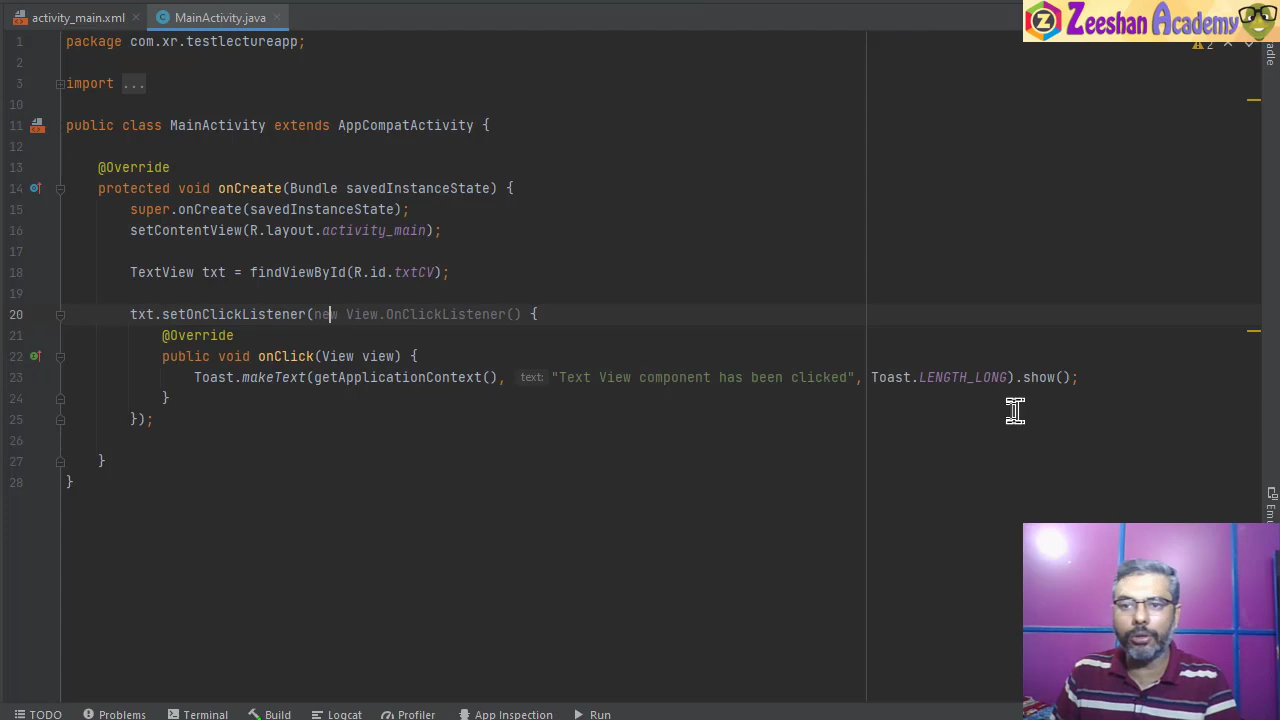 activity_main.xml MainActivity.java
Zeeshan Academy
2
1 package com.xr.testlectureapp;
2
3 import ...
10
11 public class MainActivity extends AppCompatActivity {
12
13 @Override
14 protected void onCreate(Bundle savedInstanceState) {
15 super.onCreate(savedInstanceState);
16 setContentView(R.layout.activity_main);
17
18 TextView txt = findViewById(R.id.txtCV);
19
20 txt.setOnClickListener(new View.OnClickListener() {
21 @Override
22 public void onClick(View view) {
23 Toast.makeText(getApplicationContext(), text: "Text View component has been clicked", Toast.LENGTH_LONG).show();
24 }
25 });
26
27 }
28 }
TODO Problems Terminal Build Logcat Profiler App Inspection Run